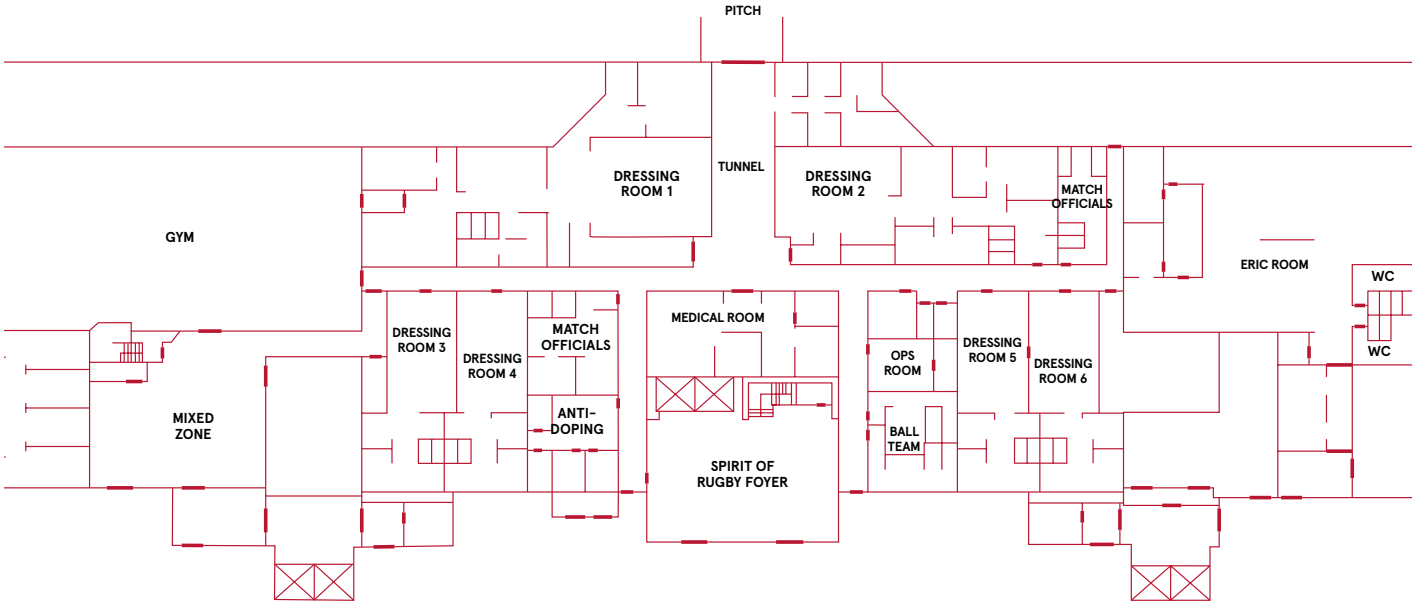 PITCH
TUNNEL
DRESSING
ROOM 1
DRESSING
ROOM 2
MATCH
OFFICIALS
GYM
ERIC ROOM
WC
WC
MEDICAL ROOM
DRESSING
ROOM 3
DRESSING
ROOM 4
MATCH
OFFICIALS
OPS
ROOM
DRESSING
ROOM 5
DRESSING
ROOM 6
MIXED
ZONE
ANTI-
DOPING
BALL
TEAM
SPIRIT OF
RUGBY FOYER